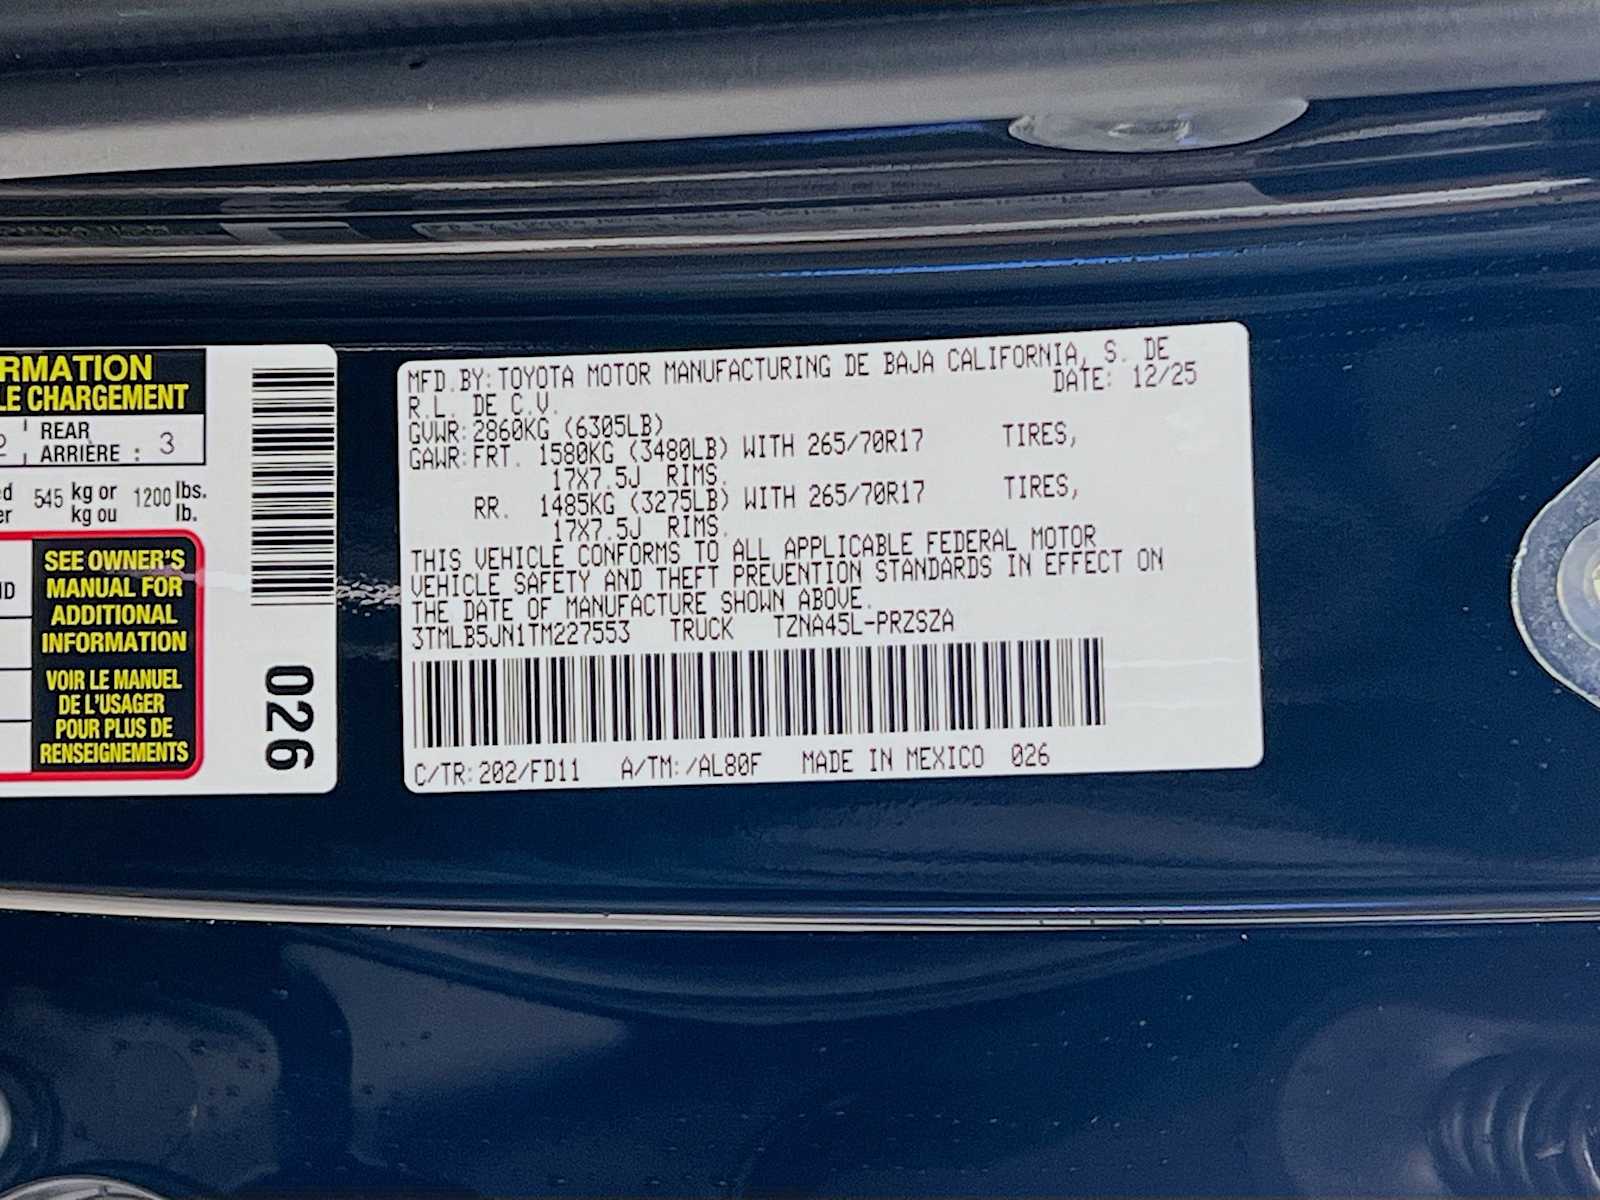 RMATION
LE CHARGEMENT
2 REAR
ARRIÈRE : 3
545 kg or 1200 lbs.
kg ou lb.
SEE OWNER'S
MANUAL FOR
ADDITIONAL
INFORMATION
VOIR LE MANUEL
DE L'USAGER
POUR PLUS DE
RENSEIGNEMENTS
026
MFD.BY:TOYOTA MOTOR MANUFACTURING DE BAJA CALIFORNIA, S. DE
R.L. DE C.V. DATE: 12/25
GVWR:2860KG (6305LB)
GAWR:FRT. 1580KG (3480LB) WITH 265/70R17 TIRES,
17X7.5J RIMS.
RR. 1485KG (3275LB) WITH 265/70R17 TIRES,
17X7.5J RIMS.
THIS VEHICLE CONFORMS TO ALL APPLICABLE FEDERAL MOTOR
VEHICLE SAFETY AND THEFT PREVENTION STANDARDS IN EFFECT ON
THE DATE OF MANUFACTURE SHOWN ABOVE.
3TMLB5JN1TM227553 TRUCK TZNA45L-PRZSZA
C/TR:202/FD11 A/TM:/AL80F MADE IN MEXICO 026